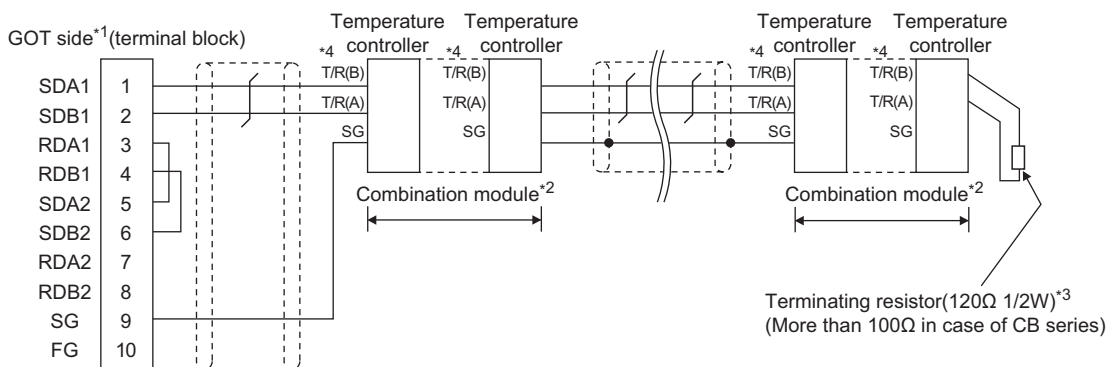 GOT side*1(terminal block)
SDA1 1
SDB1 2
RDA1 3
RDB1 4
SDA2 5
SDB2 6
RDA2 7
RDB2 8
SG 9
FG 10
Temperature controller
Temperature controller
*4
T/R(B)
T/R(A)
SG
*4
T/R(B)
T/R(A)
SG
Combination module*2
Temperature controller
Temperature controller
*4
T/R(B)
T/R(A)
SG
*4
T/R(B)
T/R(A)
SG
Combination module*2
Terminating resistor(120Ω 1/2W)*3
(More than 100Ω in case of CB series)